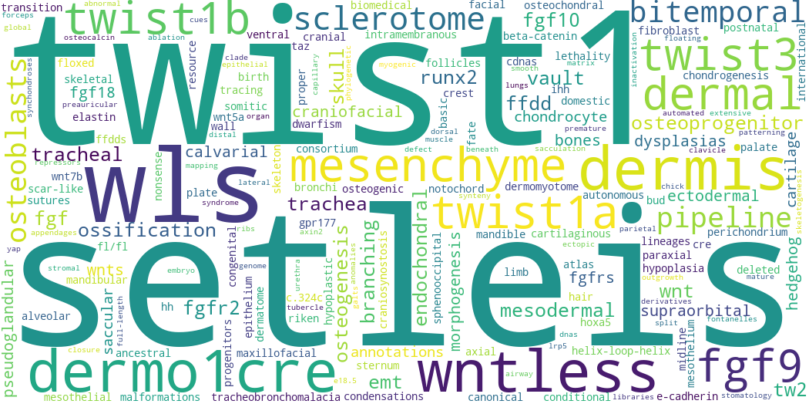 transition
abnormal
forceps
cues
biomedical
facial
twist1b
sclerotome
fgf10
bitemporal
global
osteocalcin
ablation
ventral
cranial
intramembranous
beta-catenin
lethality
fibroblast
postnatal
floating
osteoblasts
floxed
skeletal
fgf18
preauricular
elastin
resource
clade
epithelial
birth
tracing
somitic
wnt5a
organ
wall
distal
ffdds
taz
skull
proper
capillary
follicles
runx2
cdnas
smooth
matrix
vault
ihh
lungs
domestic
ffdd
osteochondral
chondrogenesis
international
twist3
dermal
automated
extensive
craniofacial
myogenic
crest
chondrocyte
premature
osteoprogenitor
patterning
dwarfism
basic
dorsal
muscle
fate
bones
dysplasias
clavicle
palate
cartilage
twist1
tracheal
calvarial
consortium
defect
beneath
sacculation
wnt7b
repressors
mapping
nonsense
lateral
syndrome
skeleton
mesenchyme
dermis
chick
synchondroses
inactivation
scar-like
sutures
plate
bronchi
osteogenic
notochord
dermomyotome
autonomous
bud
ectodermal
fgf
wls
trachea
gpr177
synteny
twist1a
pipeline
appendages
ossification
ribs
axin2
cartilaginous
parietal
perichondrium
yap
fl/fl
congenital
endochondral
mandible
ectopic
lineages
cre
hedgehog
stromal
embryo
genome
urethra
anomalies
osteogenesis
branching
craniosynostosis
sphenooccipital
morphogenesis
limb
atlas
fgfrs
paraxial
hypoplasia
deleted
mature
wnts
mandibular
hh
fgfr2
c.324c
tubercle
galt
riken
hypoplastic
mesodermal
hair
wnt
outgrowth
derivatives
supraorbital
pseudoglandular
alveolar
saccular
full-length
epithelium
dermatome
progenitors
hoxa5
split
fontanelles
midline
mesothelium
setleis
closure
ancestral
maxillofacial
annotations
axial
lrp5
helix-loop-helix
dnas
dermo1cre
a18.5
emt
sternum
airway
wntless
fgf9
tw2
mesothelial
malformations
tracheobronchomalacia
condensations
canonical
conditional
libraries
e-cadherin
stomatology